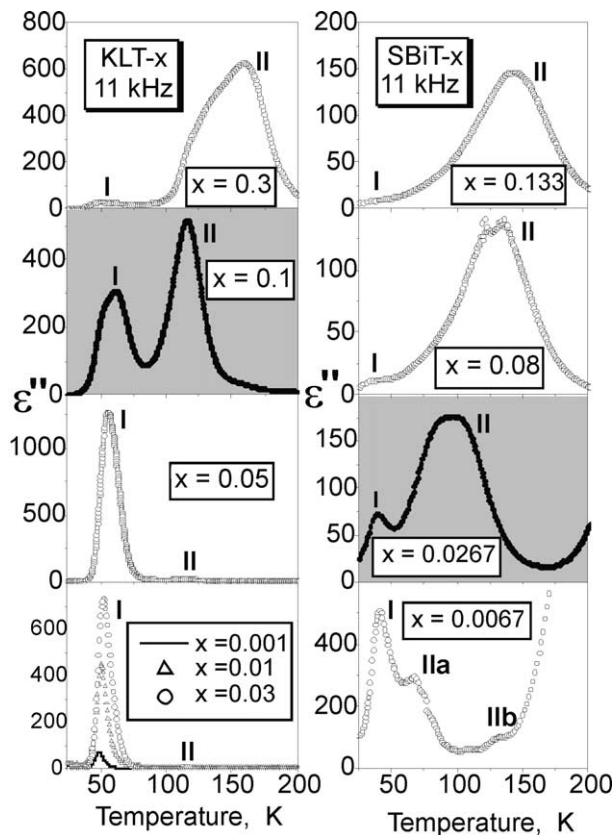 800
KLT-x
11 kHz
II
600
400
200
I
x = 0.3
0
II
400
I
x = 0.1
200
0
ε"
I
1000
x = 0.05
500
II
0
I
600
x =0.001
x = 0.01
x = 0.03
400
200
II
0
50 100 150 200
Temperature, K
200
SBiT-x
11 kHz
II
150
100
50
I
x = 0.133
0
100
50
I
x = 0.08
0
ε"
II
150
100
I
50
x = 0.0267
0
I
x = 0.0067
400
IIa
200
IIb
0
50 100 150 200
Temperature, K